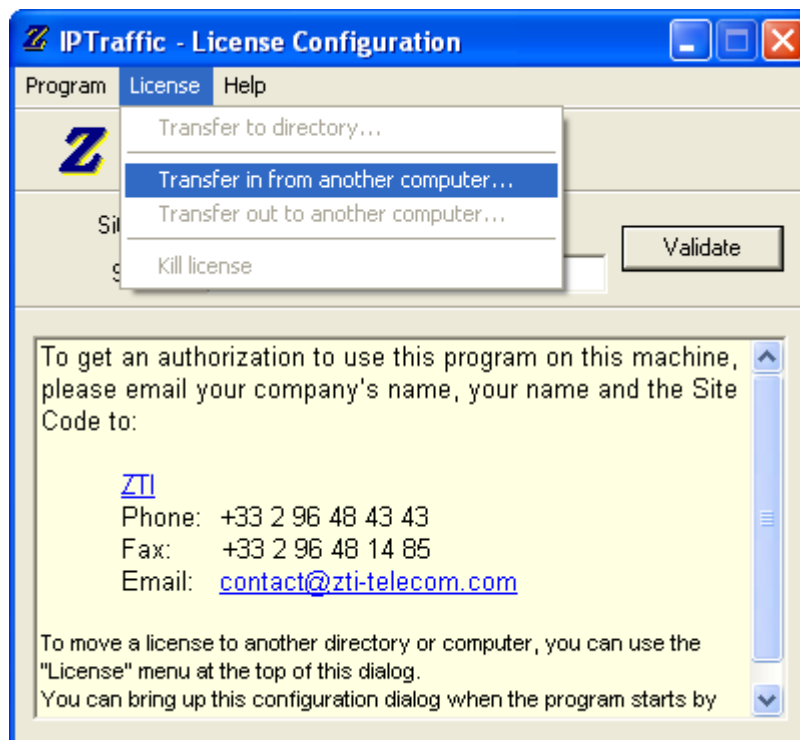 IPTraffic - License Configuration
Program License Help
Transfer to directory...
Z
Transfer in from another computer...
Transfer out to another computer...
Validate
Kill license
To get an authorization to use this program on this machine,
please email your company's name, your name and the Site
Code to:
ZTI
Phone: +33 2 96 48 43 43
Fax: +33 2 96 48 14 85
Email: contact@zti-telecom.com
To move a license to another directory or computer, you can use the
"License" menu at the top of this dialog.
You can bring up this configuration dialog when the program starts by